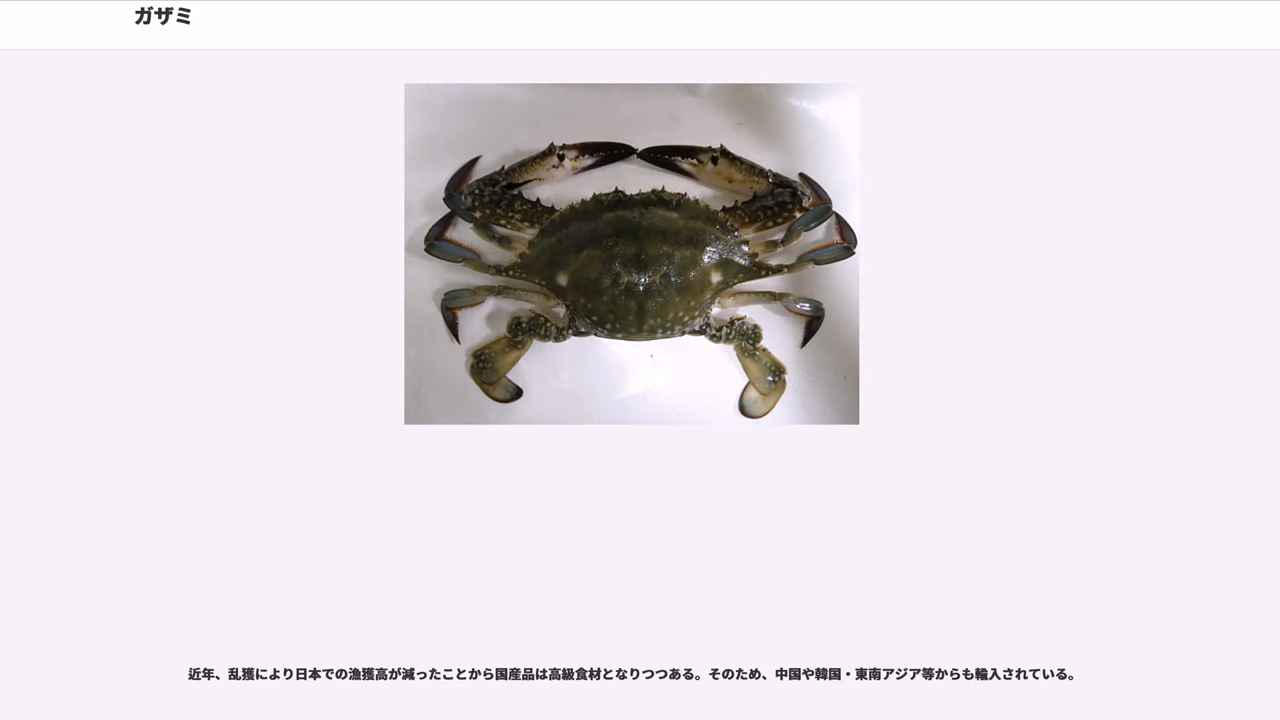 ガザミ
近年、乱獲により日本での漁獲高が減ったことから国産品は高級食材となりつつある。そのため、中国や韓国・東南アジア等からも輸入されている。